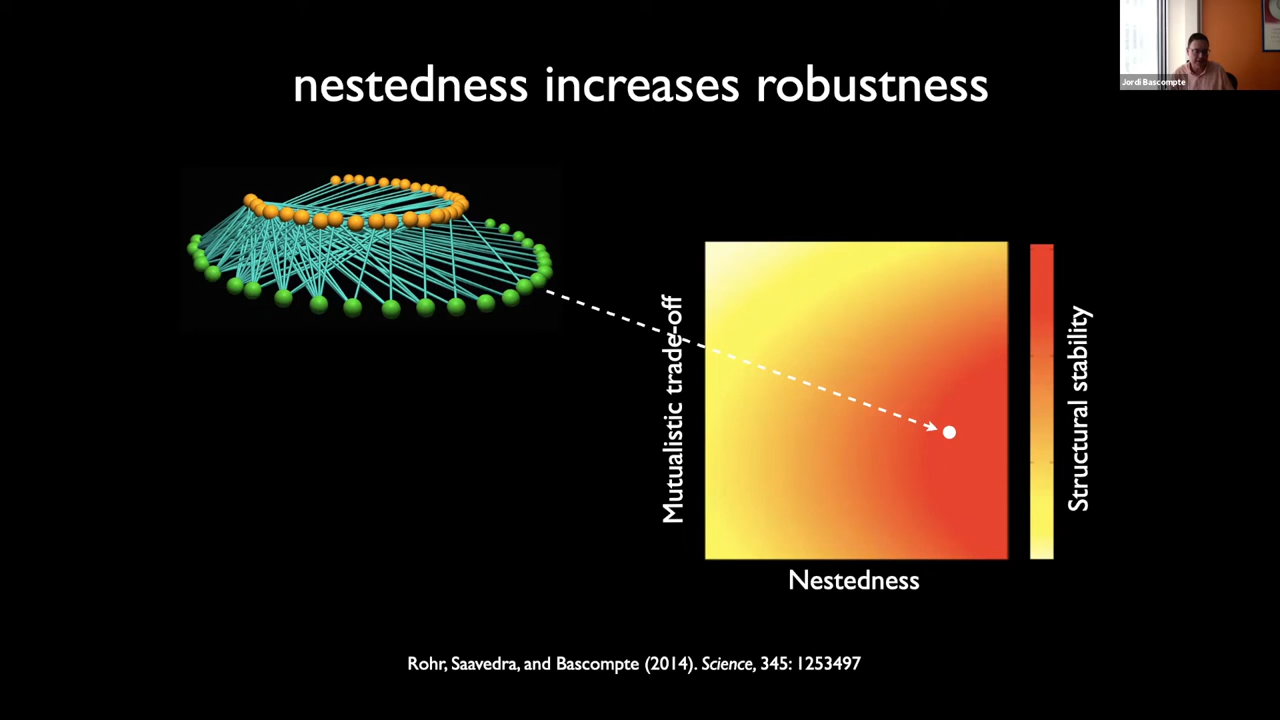 Jordi Bascompte
nestedness increases robustness
Mutualistic trade-off
Structural stability
Nestedness
Rohr, Saavedra, and Bascompte (2014). Science, 345: 1253497